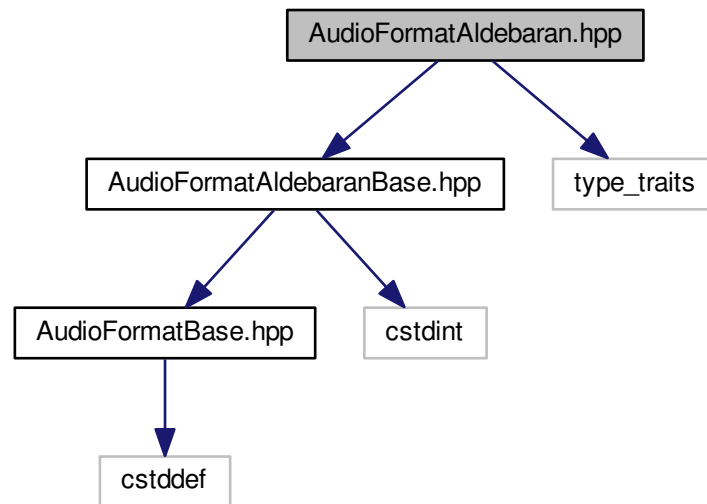 AudioFormatAldebaran.hpp
AudioFormatAldebaranBase.hpp
type_traits
AudioFormatBase.hpp
cstdint
cstddef